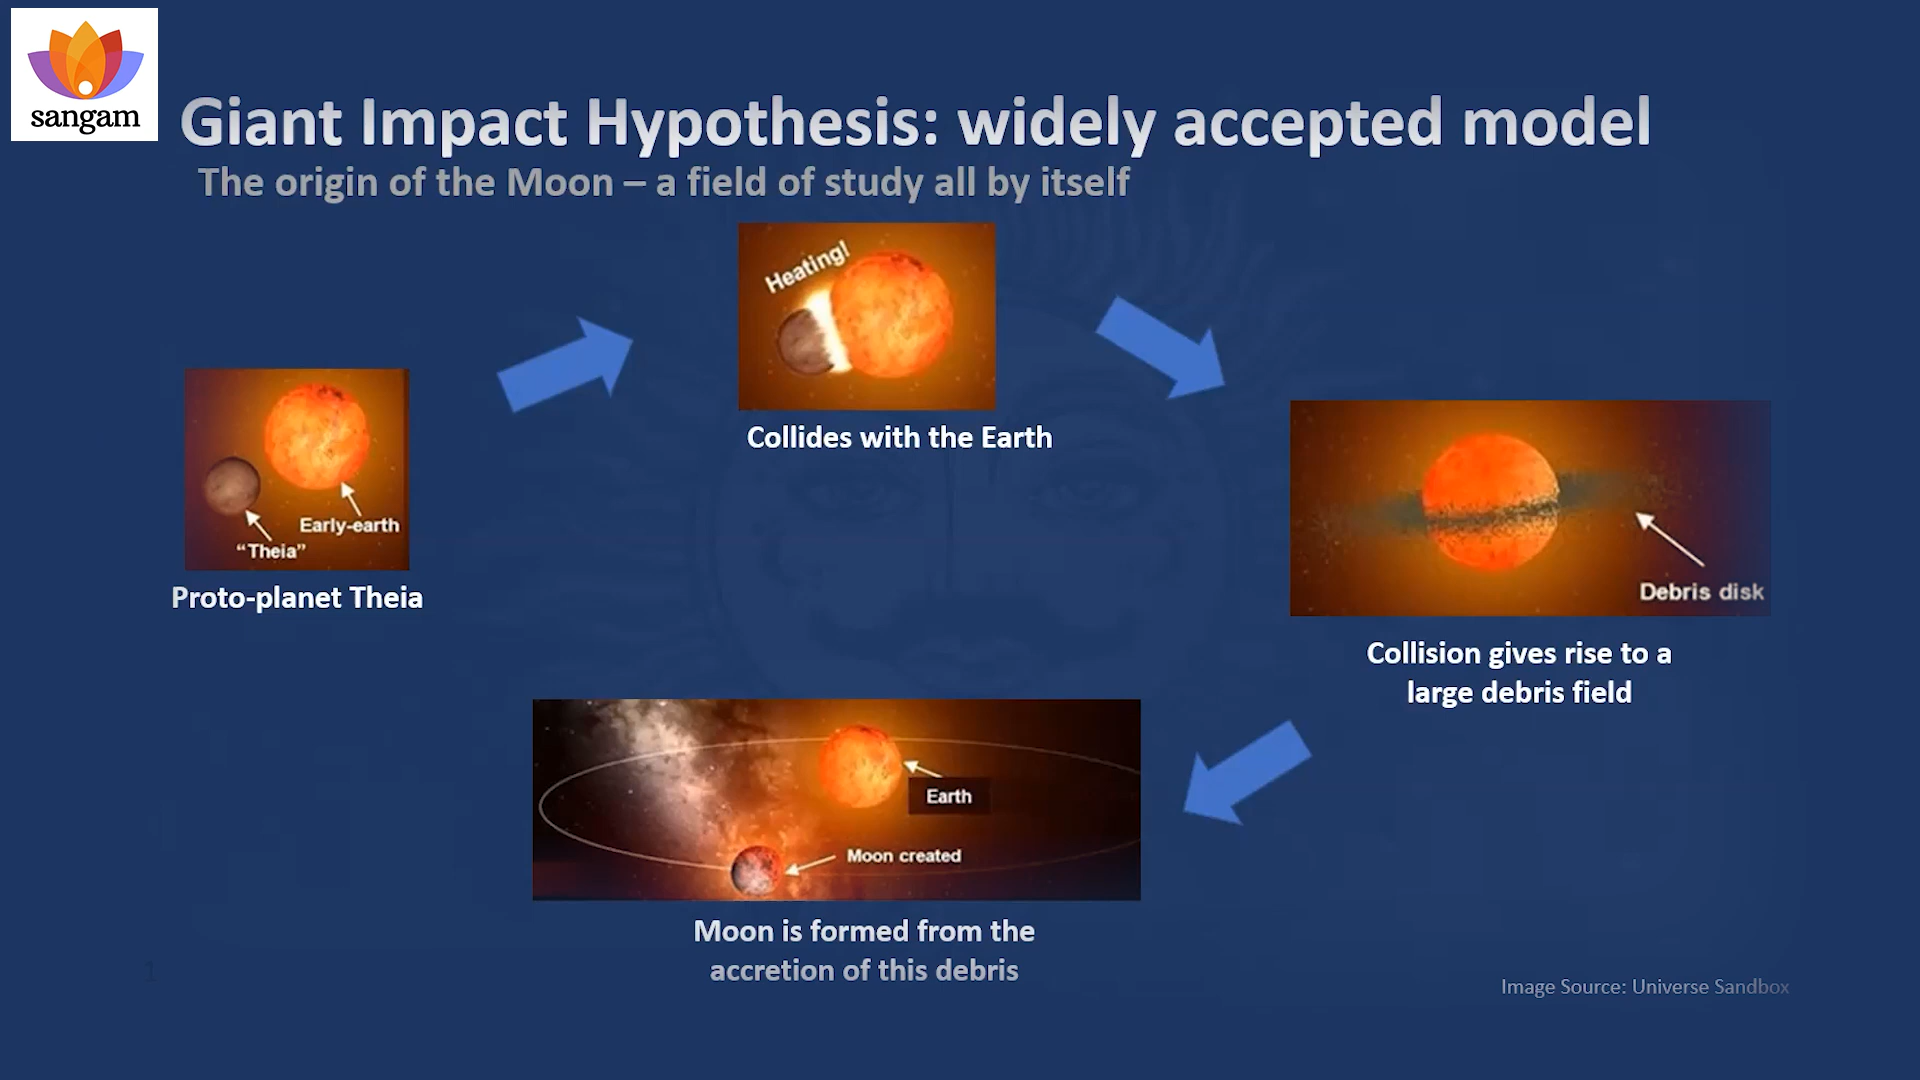 sangam
Giant Impact Hypothesis: widely accepted model
The origin of the Moon – a field of study all by itself
Heating!
Collides with the Earth
Early-earth
“Theia”
Proto-planet Theia
Debris disk
Collision gives rise to a
large debris field
Earth
Moon created
Moon is formed from the
accretion of this debris
1
Image Source: Universe Sandbox